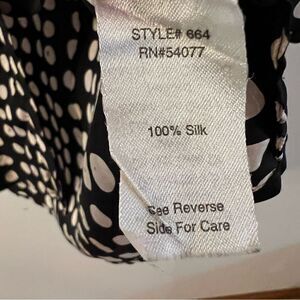 STYLE# 664
RN#54077
100% Silk
See Reverse
Side For Care